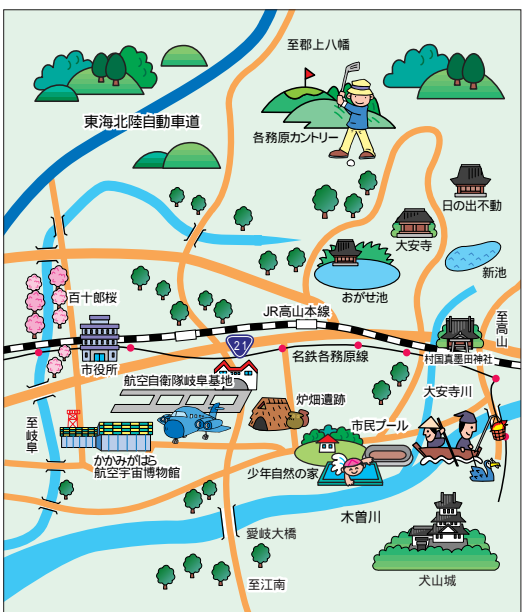 至郡上八幡
東海北陸自動車道
各務原カントリー
日の出不動
大安寺
新池
おがせ池
百十郎桜
JR高山本線
至高山
21
市役所
名鉄各務原線
村国真墨田神社
航空自衛隊岐阜基地
大安寺川
炉畑遺跡
市民プール
至岐阜
かかみがはら
航空宇宙博物館
少年自然の家
木曽川
愛岐大橋
犬山城
至江南